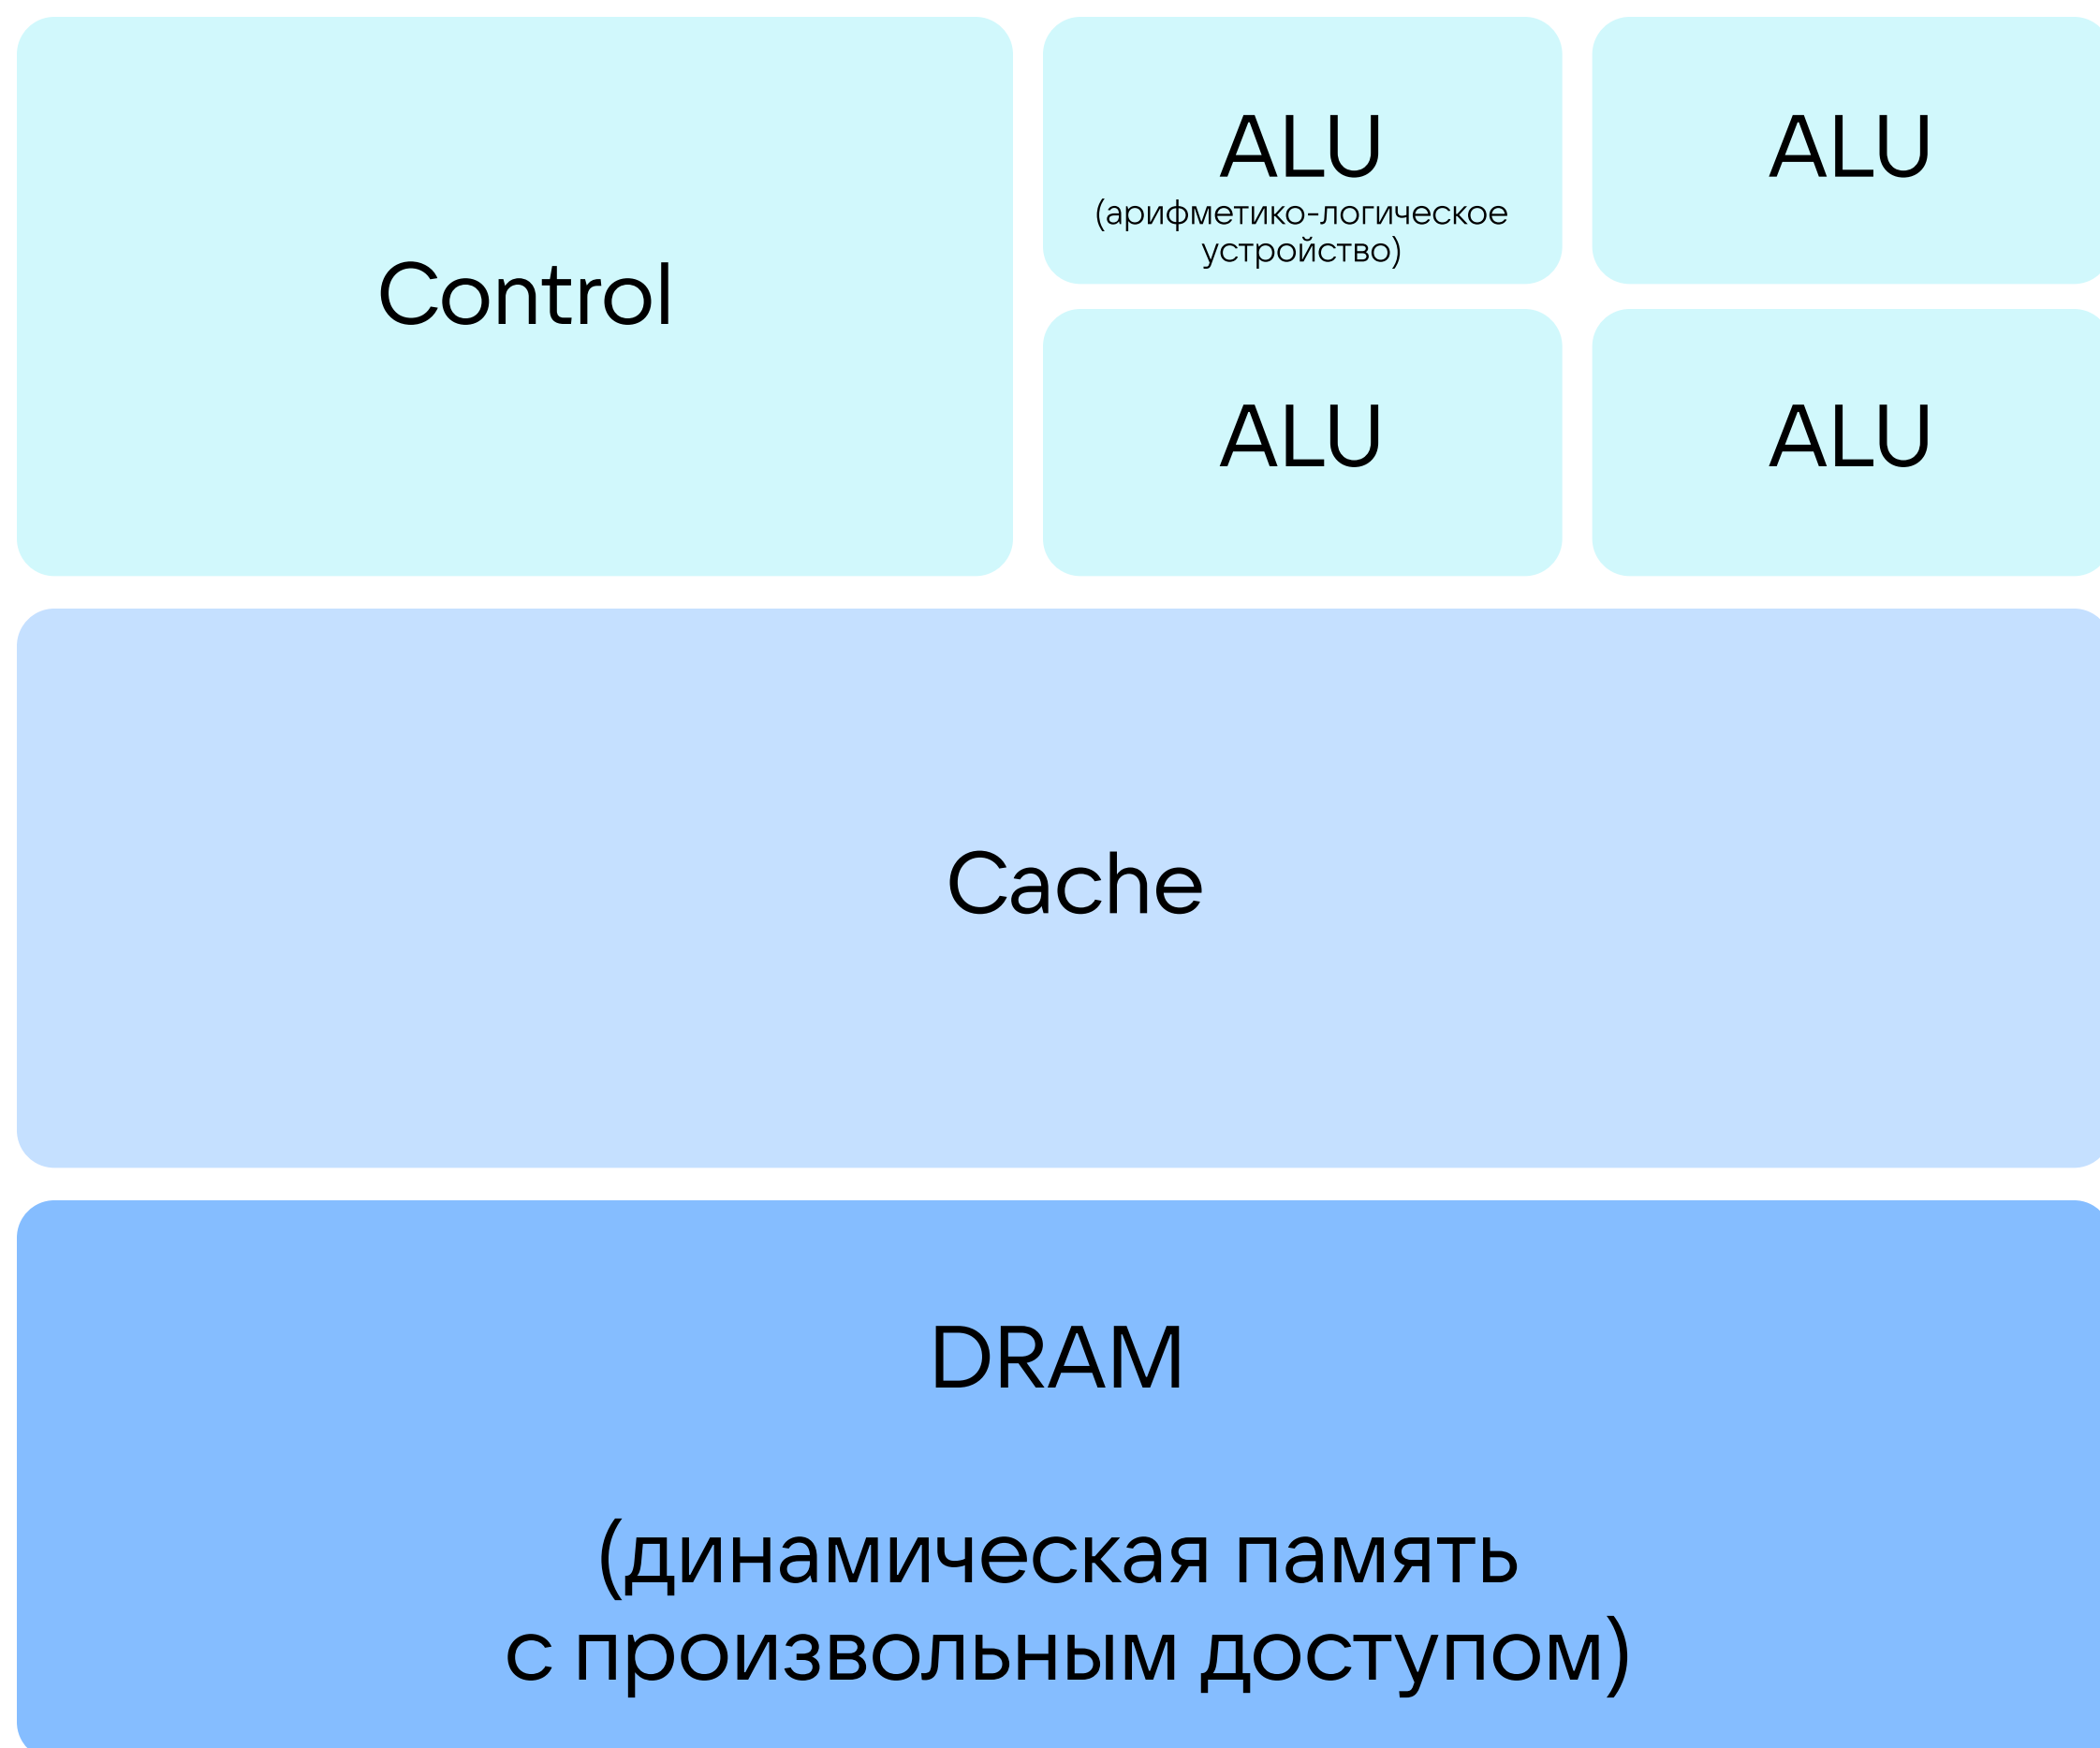 Control
ALU
(арифметико-логическое
устройство)
ALU
ALU
ALU
Cache
DRAM
(динамическая память
с произвольным доступом)